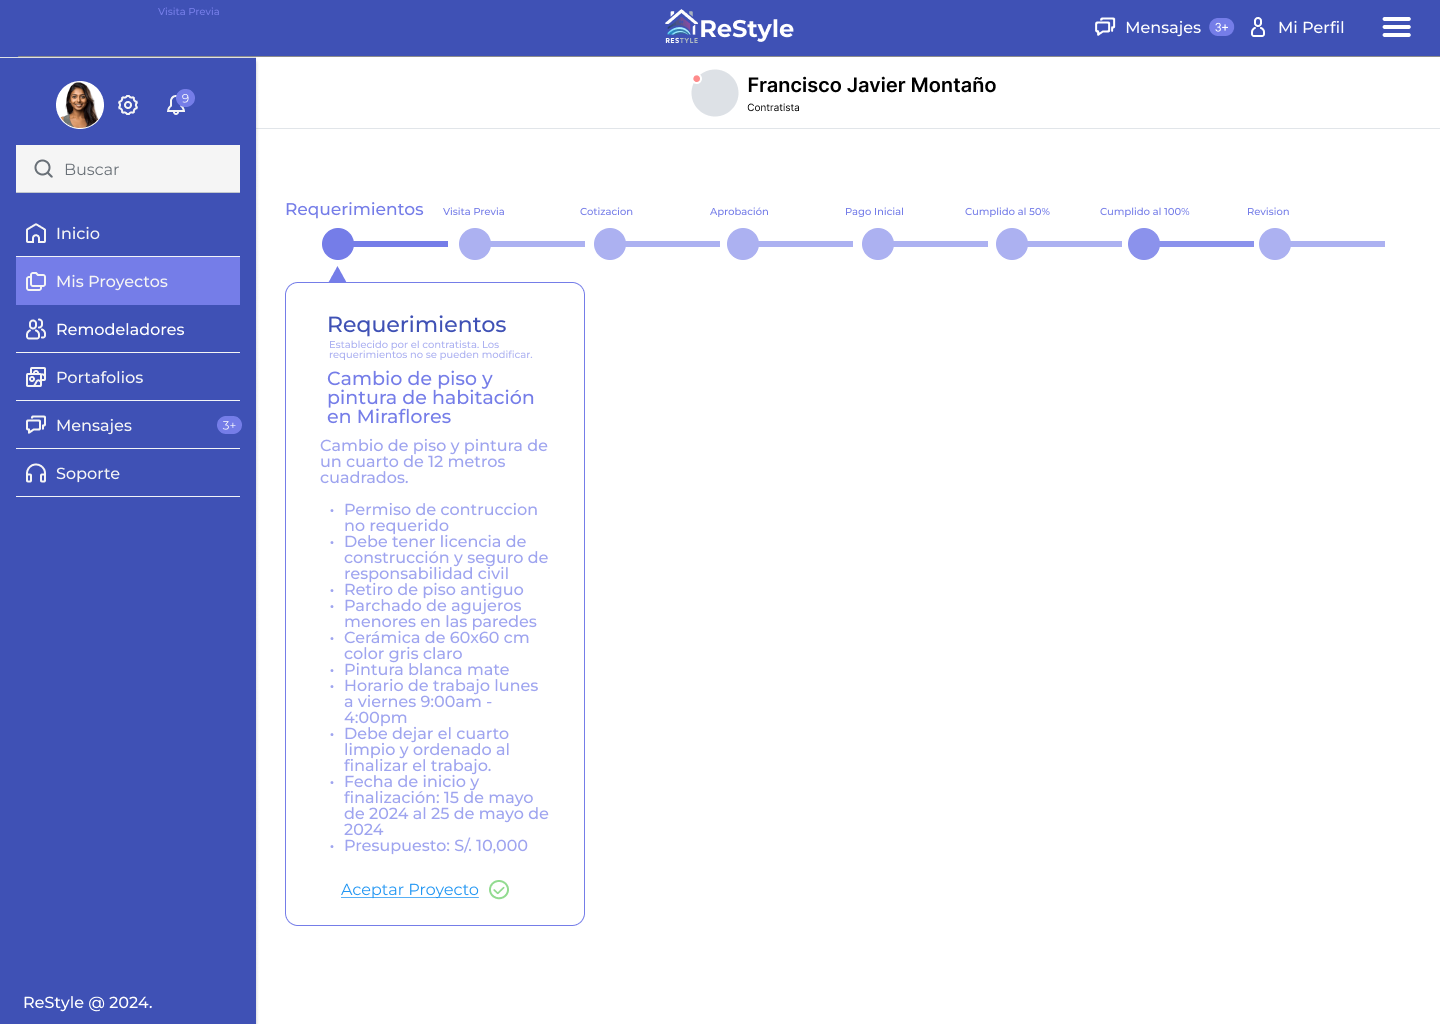 Visita Previa
RESTYLE
ReStyle
Mensajes
3+
Mi Perfil
9
Buscar
Inicio
Mis Proyectos
Remodeladores
Portafolios
Mensajes
3+
Soporte
ReStyle @ 2024.
Francisco Javier Montaño
Contratista
Requerimientos
Visita Previa
Cotizacion
Aprobación
Pago Inicial
Cumplido al 50%
Cumplido al 100%
Revision
Requerimientos
Establecido por el contratista. Los
requerimientos no se pueden modificar.
Cambio de piso y
pintura de habitación
en Miraflores
Cambio de piso y pintura de
un cuarto de 12 metros
cuadrados.
• Permiso de contruccion
no requerido
• Debe tener licencia de
construcción y seguro de
responsabilidad civil
• Retiro de piso antiguo
• Parchado de agujeros
menores en las paredes
• Cerámica de 60x60 cm
color gris claro
• Pintura blanca mate
• Horario de trabajo lunes
a viernes 9:00am -
4:00pm
• Debe dejar el cuarto
limpio y ordenado al
finalizar el trabajo.
• Fecha de inicio y
finalización: 15 de mayo
de 2024 al 25 de mayo de
2024
• Presupuesto: S/. 10,000
Aceptar Proyecto